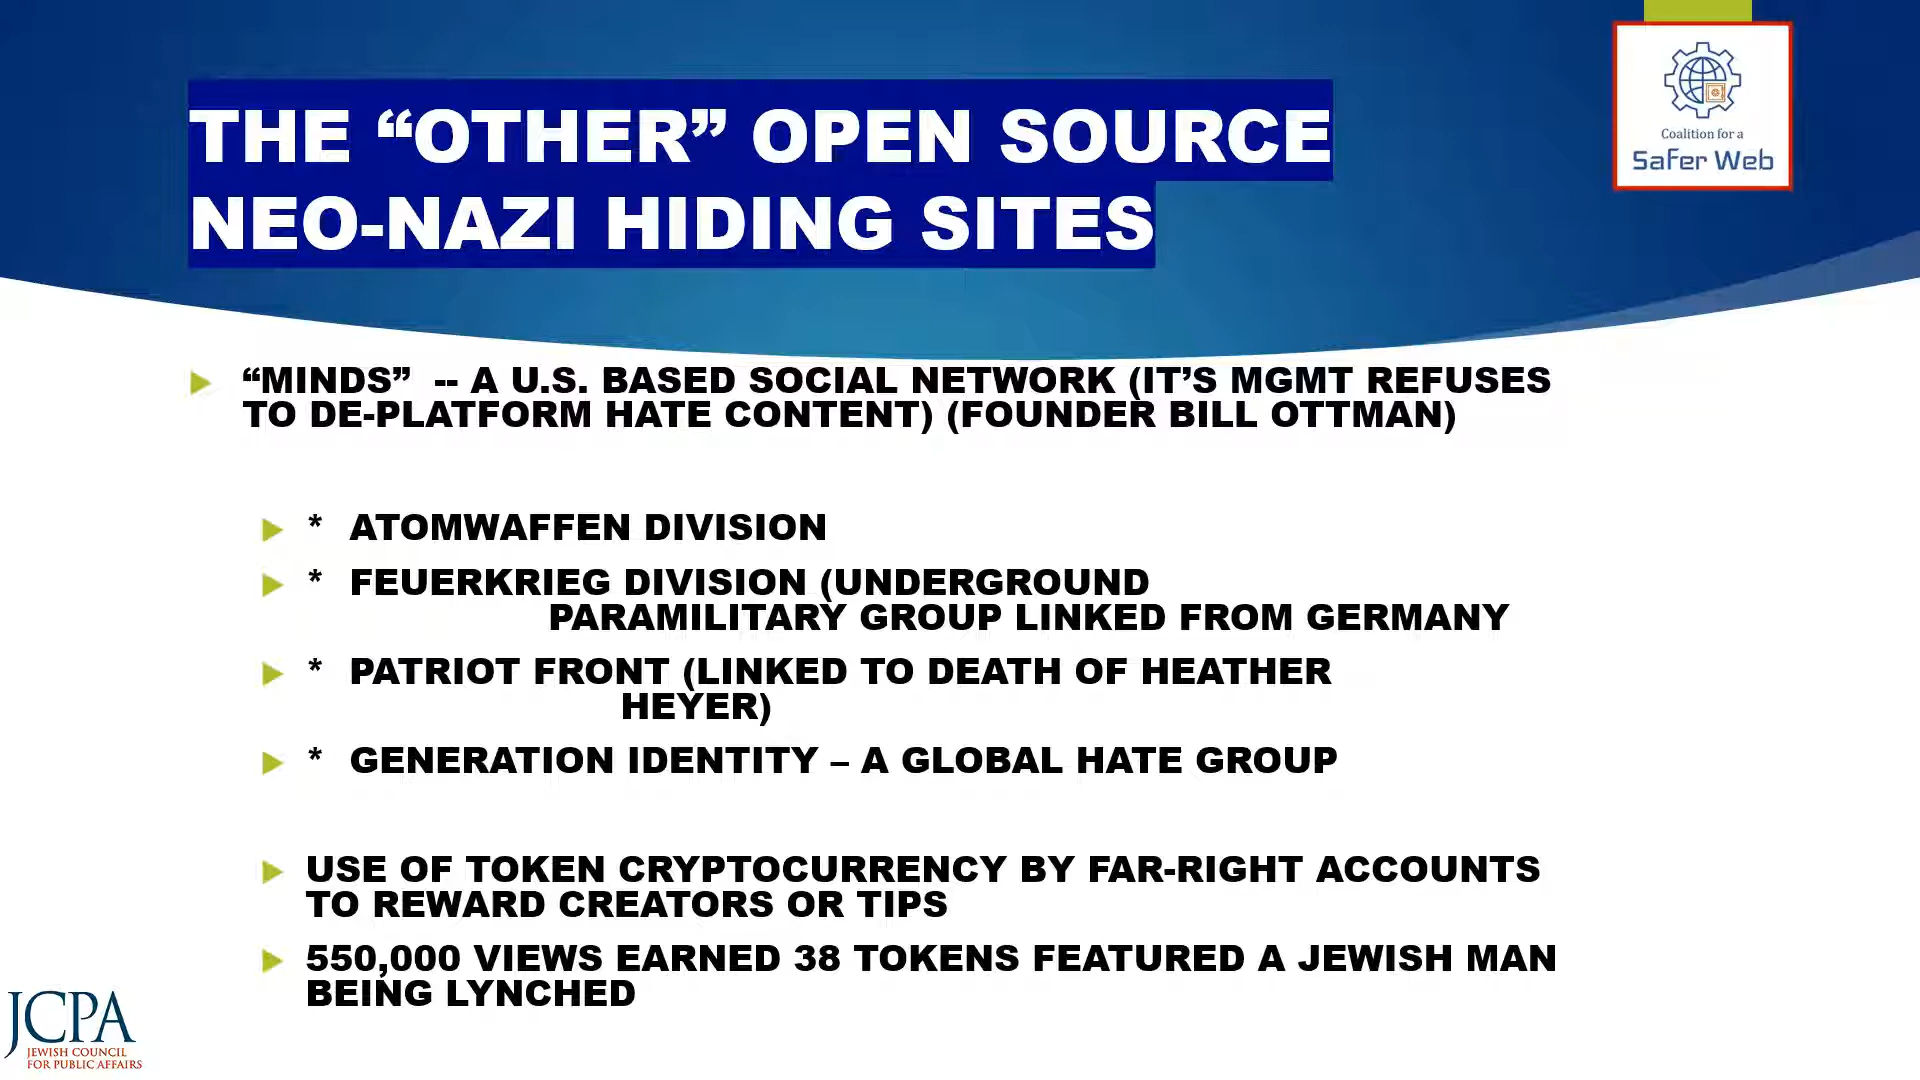 THE “OTHER” OPEN SOURCE
NEO-NAZI HIDING SITES
Coalition for a
Safer Web
“MINDS” -- A U.S. BASED SOCIAL NETWORK (IT’S MGMT REFUSES
TO DE-PLATFORM HATE CONTENT) (FOUNDER BILL OTTMAN)
* ATOMWAFFEN DIVISION
* FEUERKRIEG DIVISION (UNDERGROUND
PARAMILITARY GROUP LINKED FROM GERMANY
* PATRIOT FRONT (LINKED TO DEATH OF HEATHER
HEYER)
* GENERATION IDENTITY – A GLOBAL HATE GROUP
USE OF TOKEN CRYPTOCURRENCY BY FAR-RIGHT ACCOUNTS
TO REWARD CREATORS OR TIPS
550,000 VIEWS EARNED 38 TOKENS FEATURED A JEWISH MAN
BEING LYNCHED
JCPA
JEWISH COUNCIL
FOR PUBLIC AFFAIRS